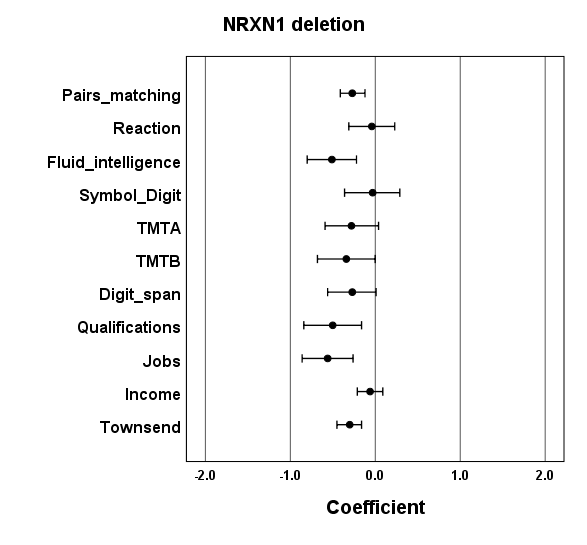 NRXN1 deletion
Pairs_matching
Reaction
Fluid_intelligence
Symbol_Digit
TMTA
TMTB
Digit_span
Qualifications
Jobs
Income
Townsend
-2.0 -1.0 0.0 1.0 2.0
Coefficient